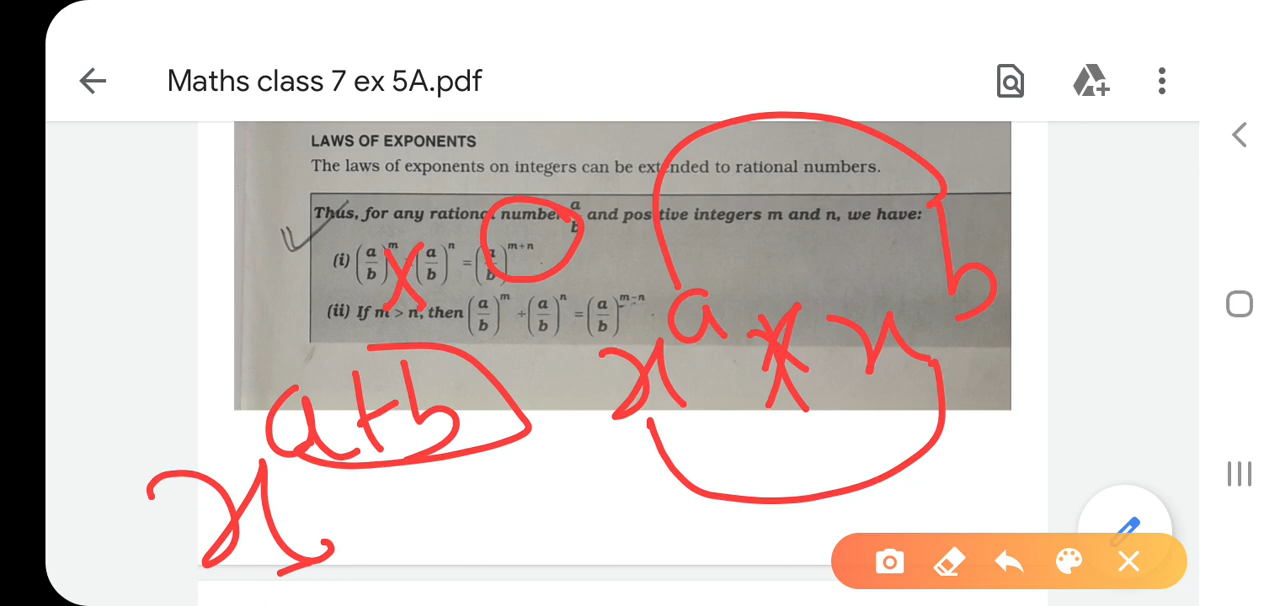 Maths class 7 ex 5A.pdf
LAWS OF EXPONENTS
The laws of exponents on integers can be extended to rational numbers.
Thus, for any rational number a/b and positive integers m and n, we have:
(i) (a/b)^m × (a/b)^n = (a/b)^m+n
(ii) If m > n, then (a/b)^m ÷ (a/b)^n = (a/b)^m−n
x^a × x^b
x^a+b